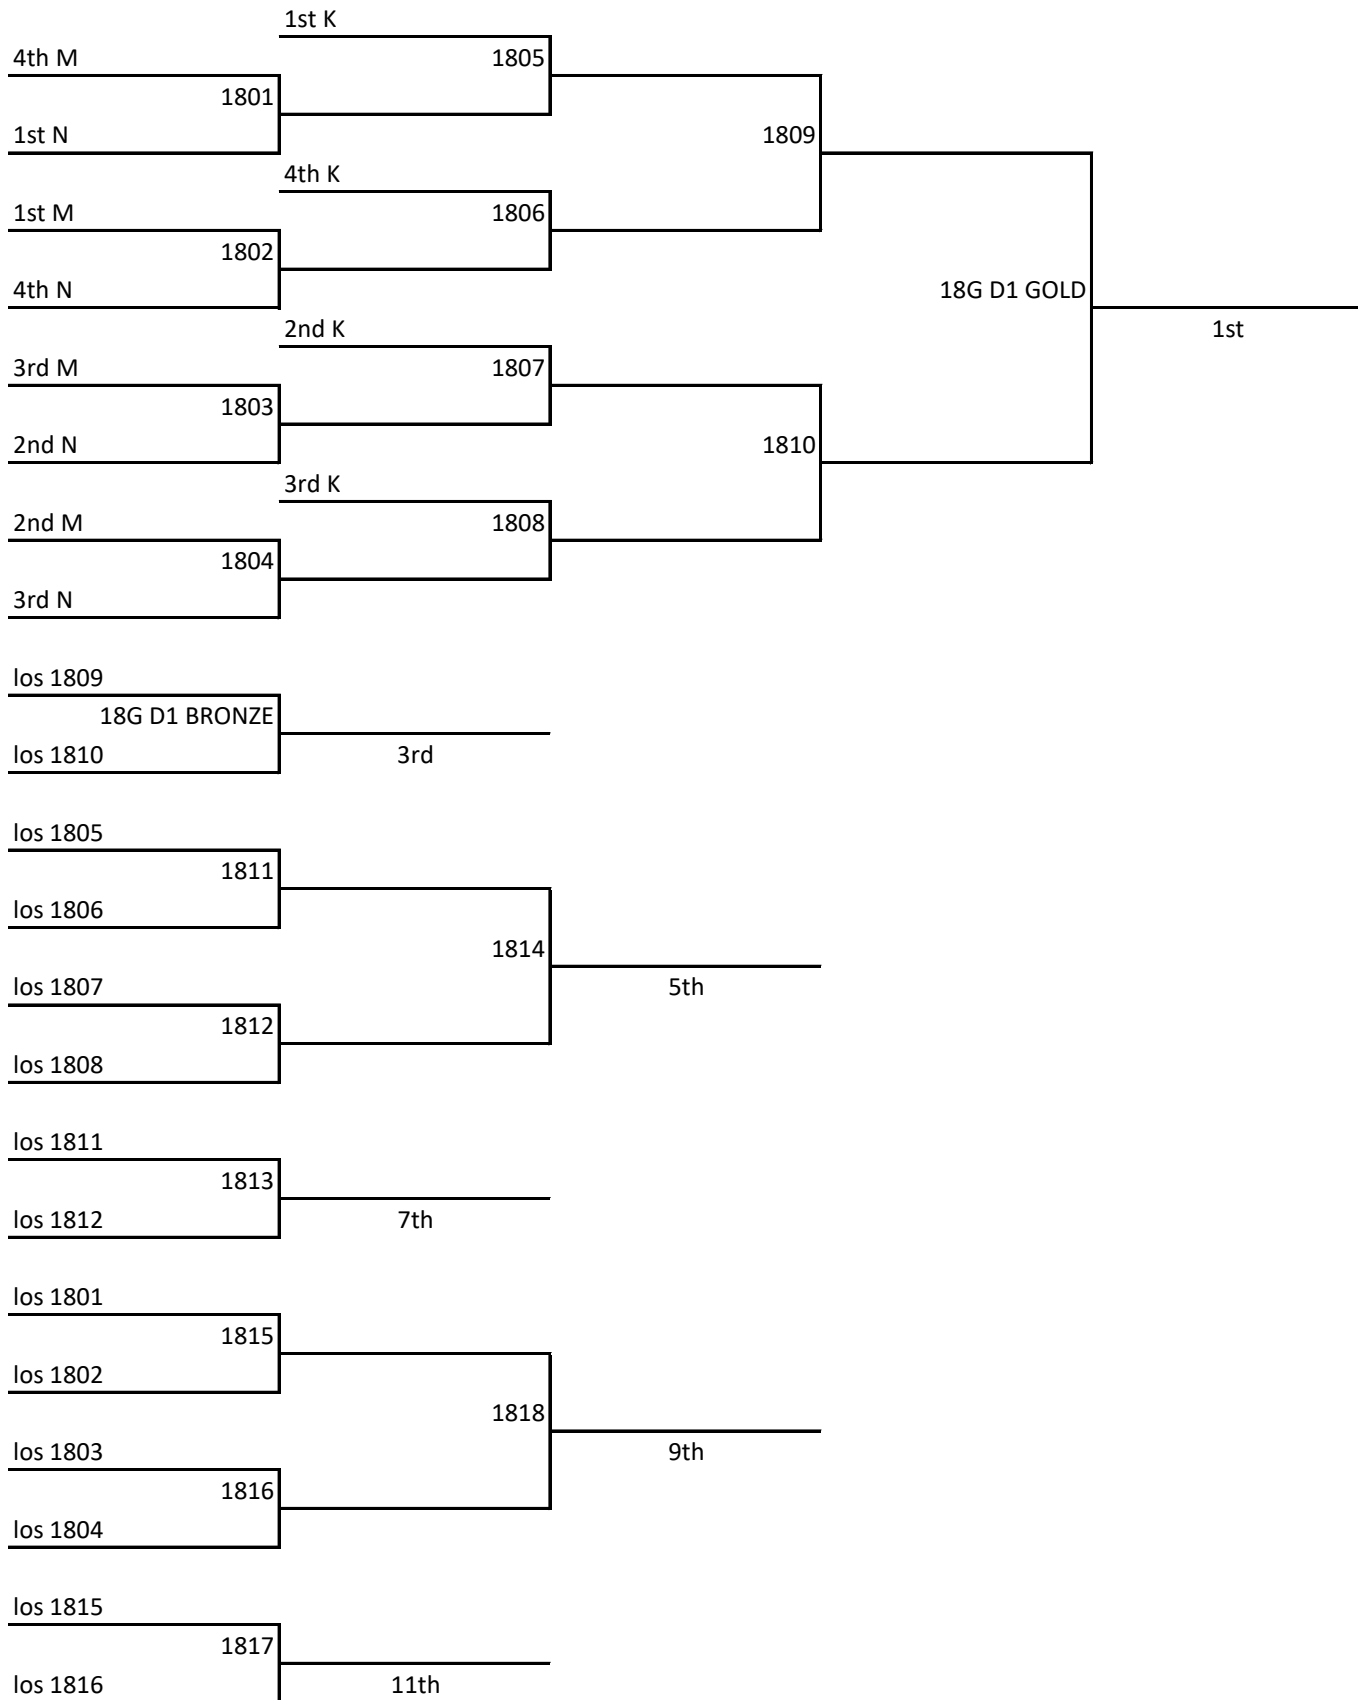 1st K
4th M
1805
1801
1st N
1809
4th K
1st M
1806
1802
4th N
18G D1 GOLD
2nd K
1st
3rd M
1807
1803
2nd N
1810
3rd K
2nd M
1808
1804
3rd N
los 1809
18G D1 BRONZE
los 1810
3rd
los 1805
1811
los 1806
1814
los 1807
5th
1812
los 1808
los 1811
1813
los 1812
7th
los 1801
1815
los 1802
1818
los 1803
9th
1816
los 1804
los 1815
1817
los 1816
11th